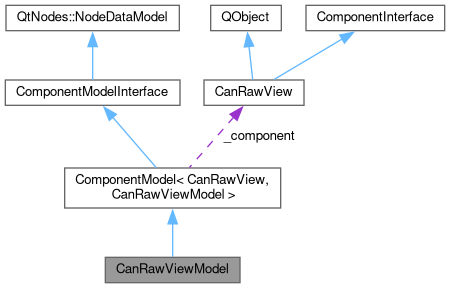 QtNodes::NodeDataModel
QObject
ComponentInterface
ComponentModelInterface
CanRawView
_component
ComponentModel< CanRawView,
CanRawViewModel >
CanRawViewModel